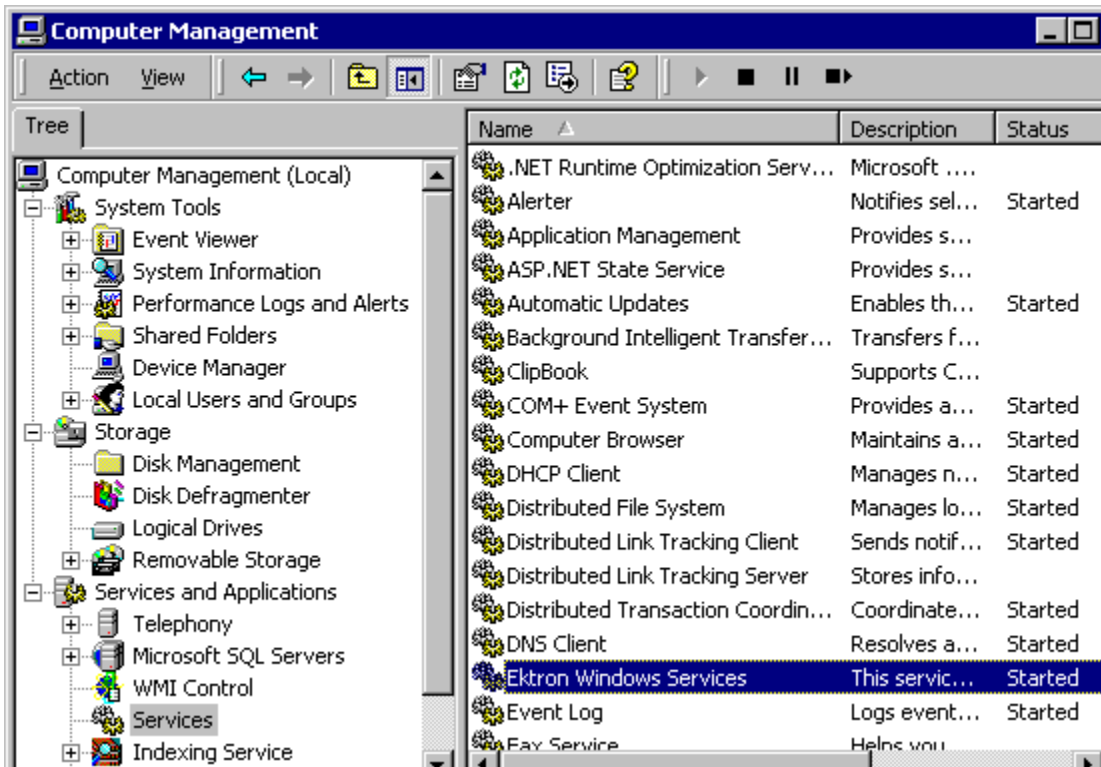 Computer Management
Action View
Tree
Computer Management (Local)
System Tools
Event Viewer
System Information
Performance Logs and Alerts
Shared Folders
Device Manager
Local Users and Groups
Storage
Disk Management
Disk Defragmenter
Logical Drives
Removable Storage
Services and Applications
Telephony
Microsoft SQL Servers
WMI Control
Services
Indexing Service
Name Description Status
.NET Runtime Optimization Serv... Microsoft ....
Alerter Notifies sel... Started
Application Management Provides s...
ASP.NET State Service Provides s...
Automatic Updates Enables th... Started
Background Intelligent Transfer... Transfers f...
ClipBook Supports C...
COM+ Event System Provides a... Started
Computer Browser Maintains a... Started
DHCP Client Manages n... Started
Distributed File System Manages lo... Started
Distributed Link Tracking Client Sends notif... Started
Distributed Link Tracking Server Stores info...
Distributed Transaction Coordin... Coordinate... Started
DNS Client Resolves a... Started
Ektron Windows Services This servic... Started
Event Log Logs event... Started
Fax Service Helps you